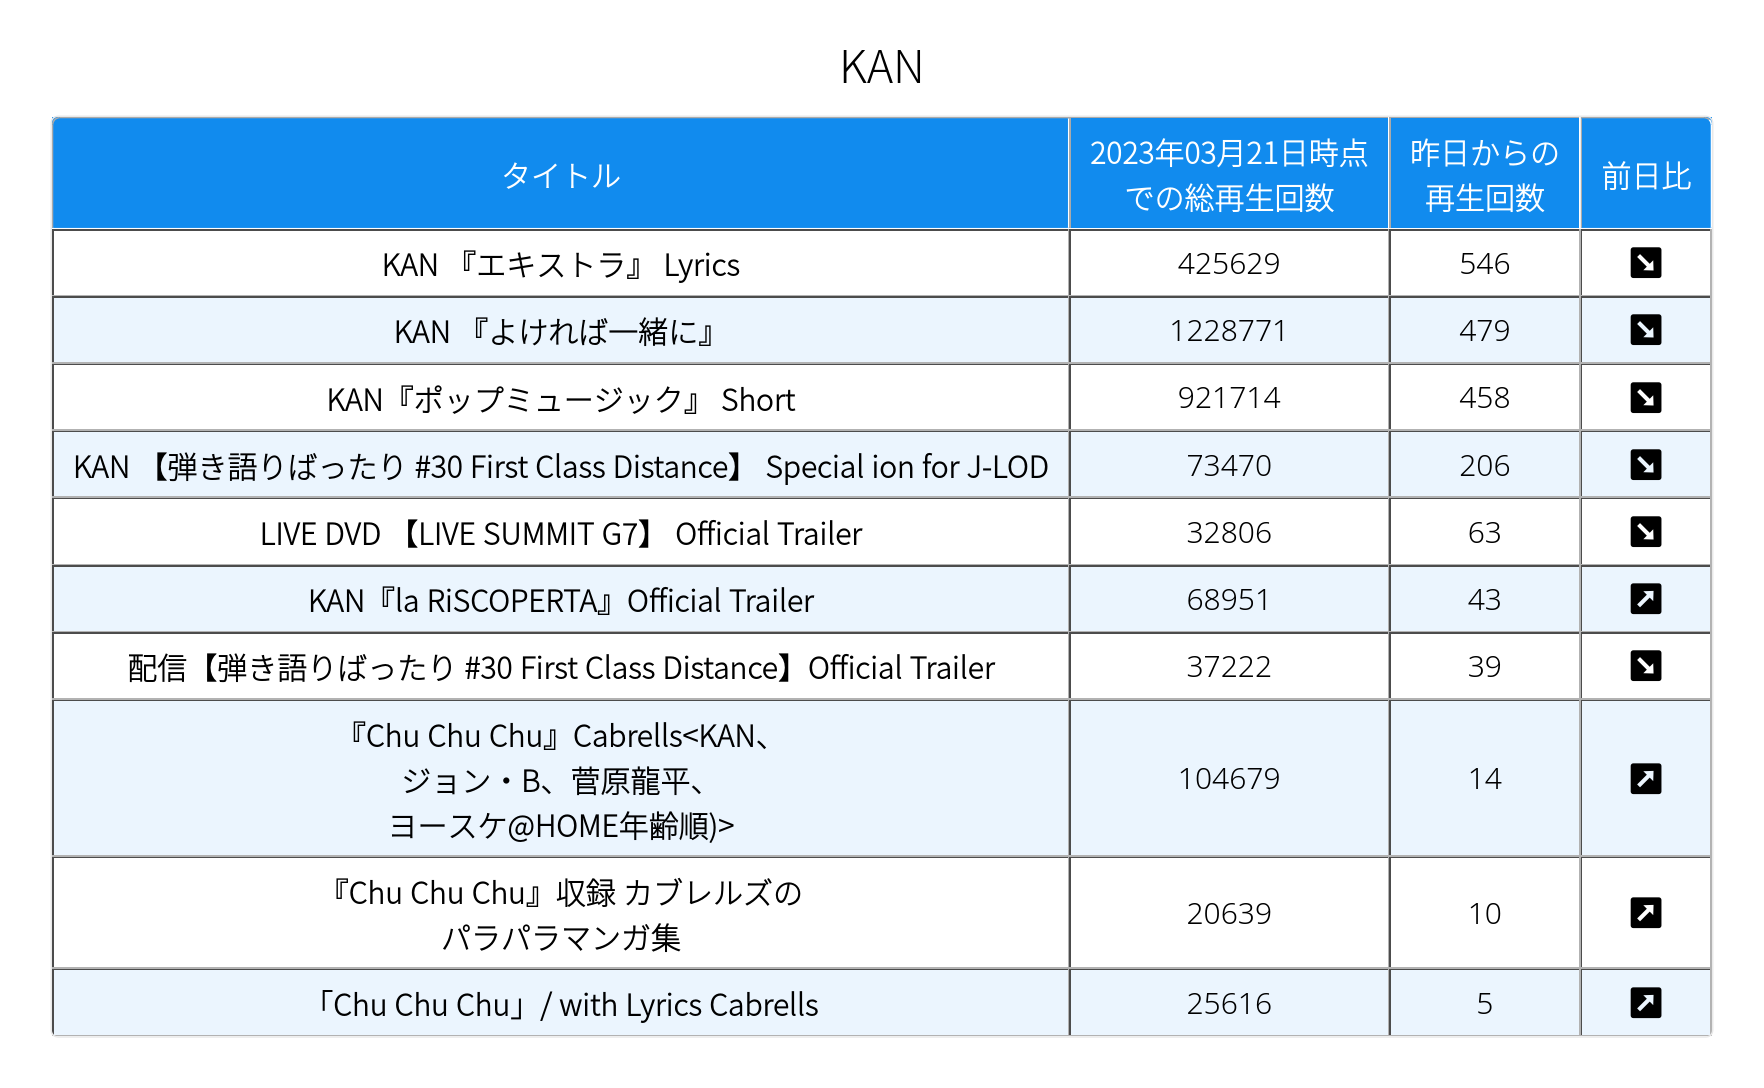 KAN
タイトル
2023年03月21日時点
での総再生回数
昨日からの
再生回数
前日比
KAN 『エキストラ』 Lyrics
425629
546
KAN 『よければ一緒に』
1228771
479
KAN『ポップミュージック』 Short
921714
458
KAN 【弾き語りばったり #30 First Class Distance】 Special ion for J-LOD
73470
206
LIVE DVD 【LIVE SUMMIT G7】 Official Trailer
32806
63
KAN『la RiSCOPERTA』Official Trailer
68951
43
配信【弾き語りばったり #30 First Class Distance】Official Trailer
37222
39
『Chu Chu Chu』Cabrells<KAN、
ジョン・B、菅原龍平、
ヨースケ@HOME年齢順)>
104679
14
『Chu Chu Chu』収録 カブレルズの
パラパラマンガ集
20639
10
「Chu Chu Chu」/ with Lyrics Cabrells
25616
5